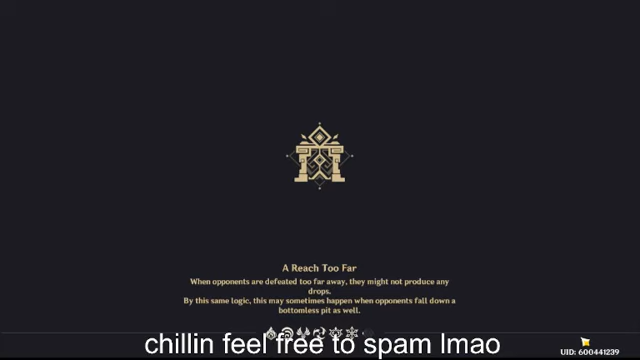 A Reach Too Far
When opponents are defeated too far away, they might not produce any
drops.
By this same logic, this may sometimes happen when opponents fall down a
bottomless pit as well.
chillin feel free to spam lmao
UID: 600441239